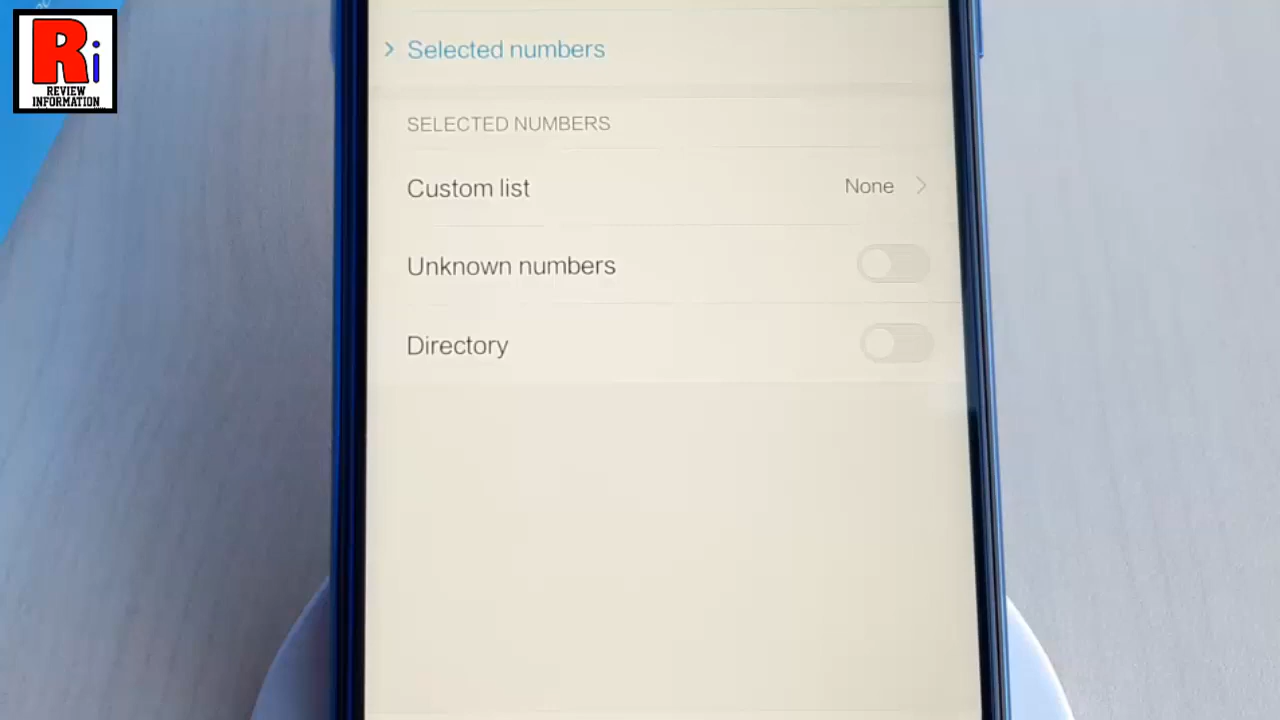 Ri
REVIEW
INFORMATION
Selected numbers
SELECTED NUMBERS
Custom list None
Unknown numbers
Directory